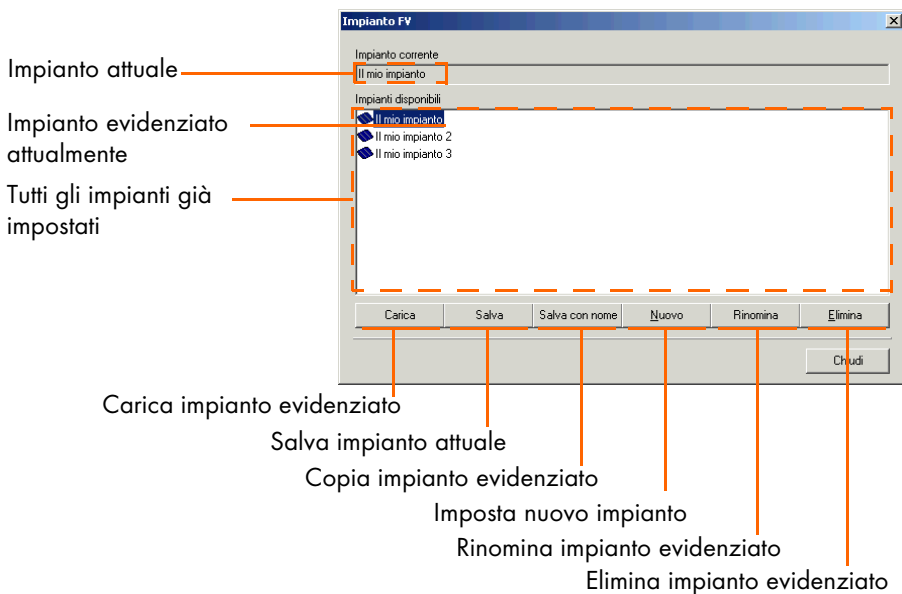 Impianto FV
Impianto corrente
Impianto attuale
Il mio impianto
Impianti disponibili
Impianto evidenziato
attualmente
Il mio impianto
Il mio impianto 2
Il mio impianto 3
Tutti gli impianti già
impostati
Carica Salva Salva con nome Nuovo Rinomina Elimina
Chiudi
Carica impianto evidenziato
Salva impianto attuale
Copia impianto evidenziato
Imposta nuovo impianto
Rinomina impianto evidenziato
Elimina impianto evidenziato